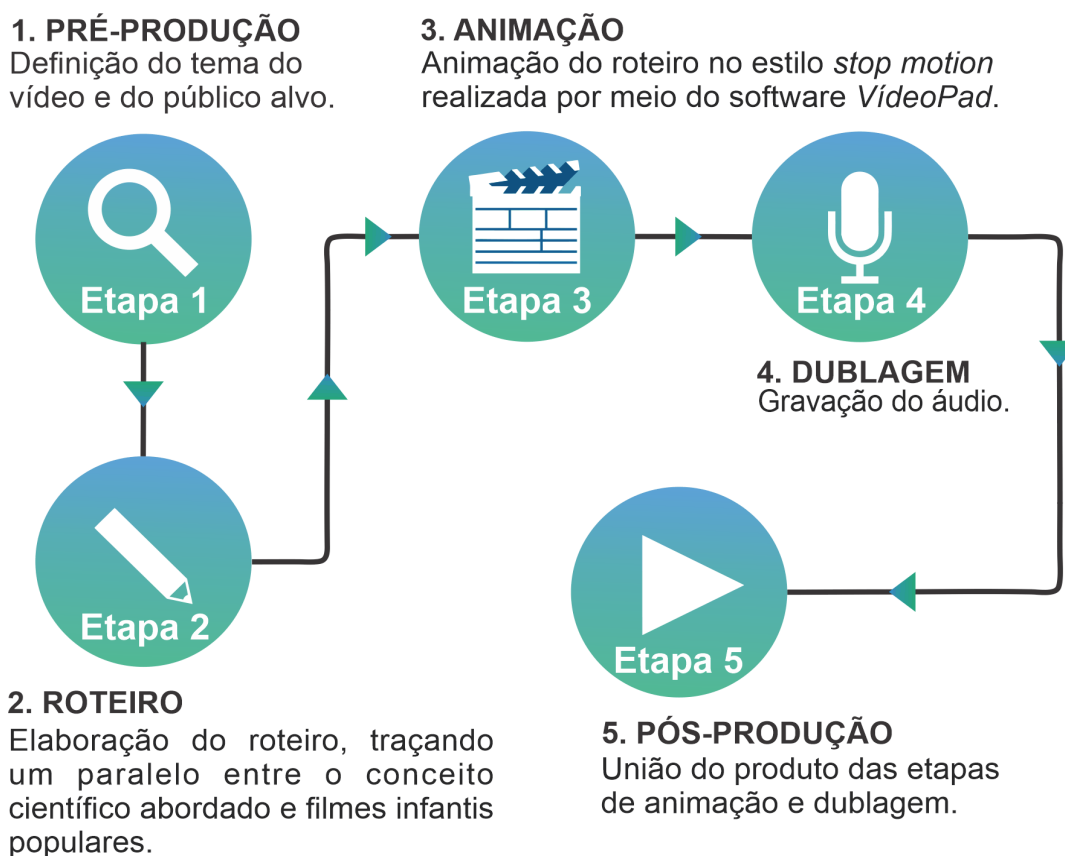 1. PRÉ-PRODUÇÃO
Definição do tema do
vídeo e do público alvo.
Etapa 1
Etapa 2
2. ROTEIRO
Elaboração do roteiro, traçando
um paralelo entre o conceito
científico abordado e filmes infantis
populares.
3. ANIMAÇÃO
Animação do roteiro no estilo stop motion
realizada por meio do software VídeoPad.
Etapa 3
Etapa 4
4. DUBLAGEM
Gravação do áudio.
Etapa 5
5. PÓS-PRODUÇÃO
União do produto das etapas
de animação e dublagem.